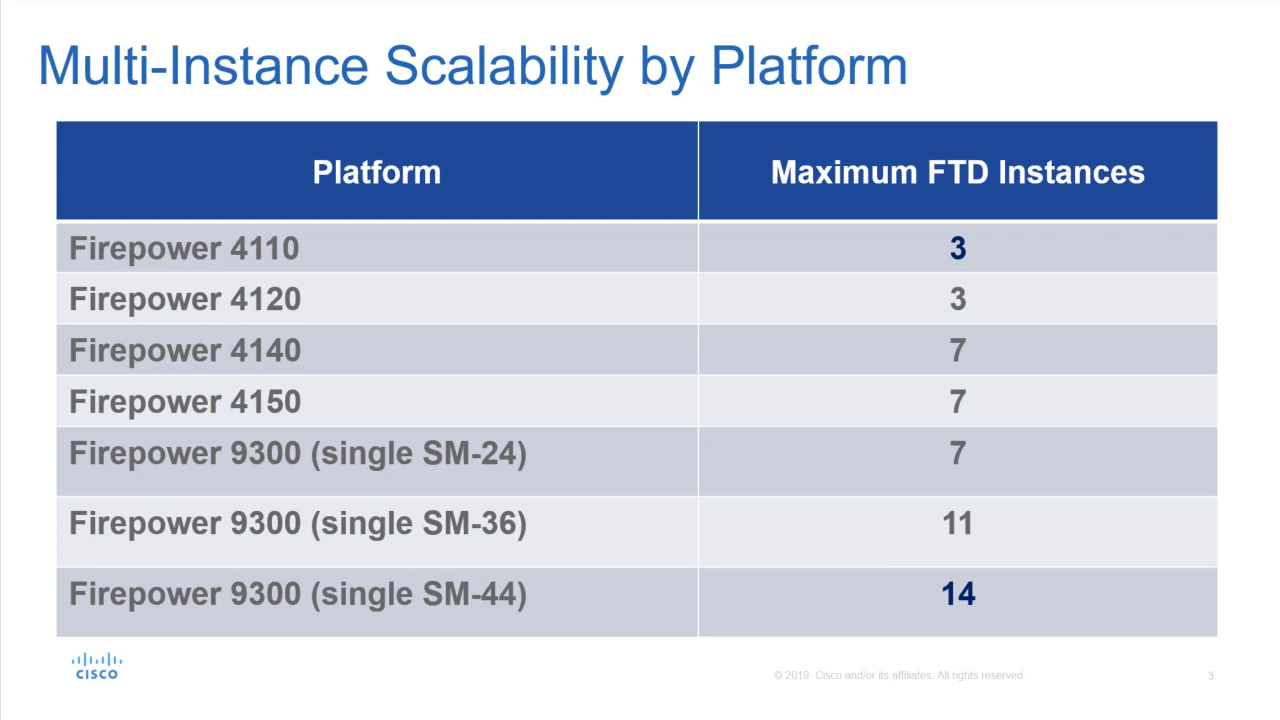 Multi-Instance Scalability by Platform
Platform Maximum FTD Instances
Firepower 4110 3
Firepower 4120 3
Firepower 4140 7
Firepower 4150 7
Firepower 9300 (single SM-24) 7
Firepower 9300 (single SM-36) 11
Firepower 9300 (single SM-44) 14
CISCO
© 2019 Cisco and/or its affiliates. All rights reserved. 3